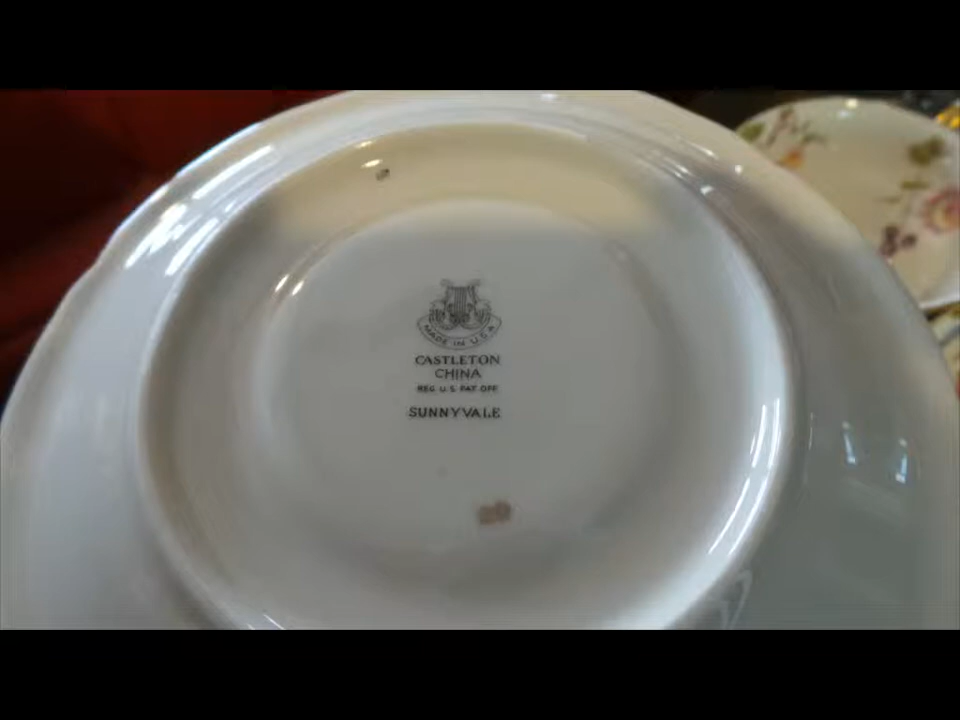 MADE IN U.S.A.
CASTLETON
CHINA
REG U.S. PAT. OFF.
SUNNYVALE